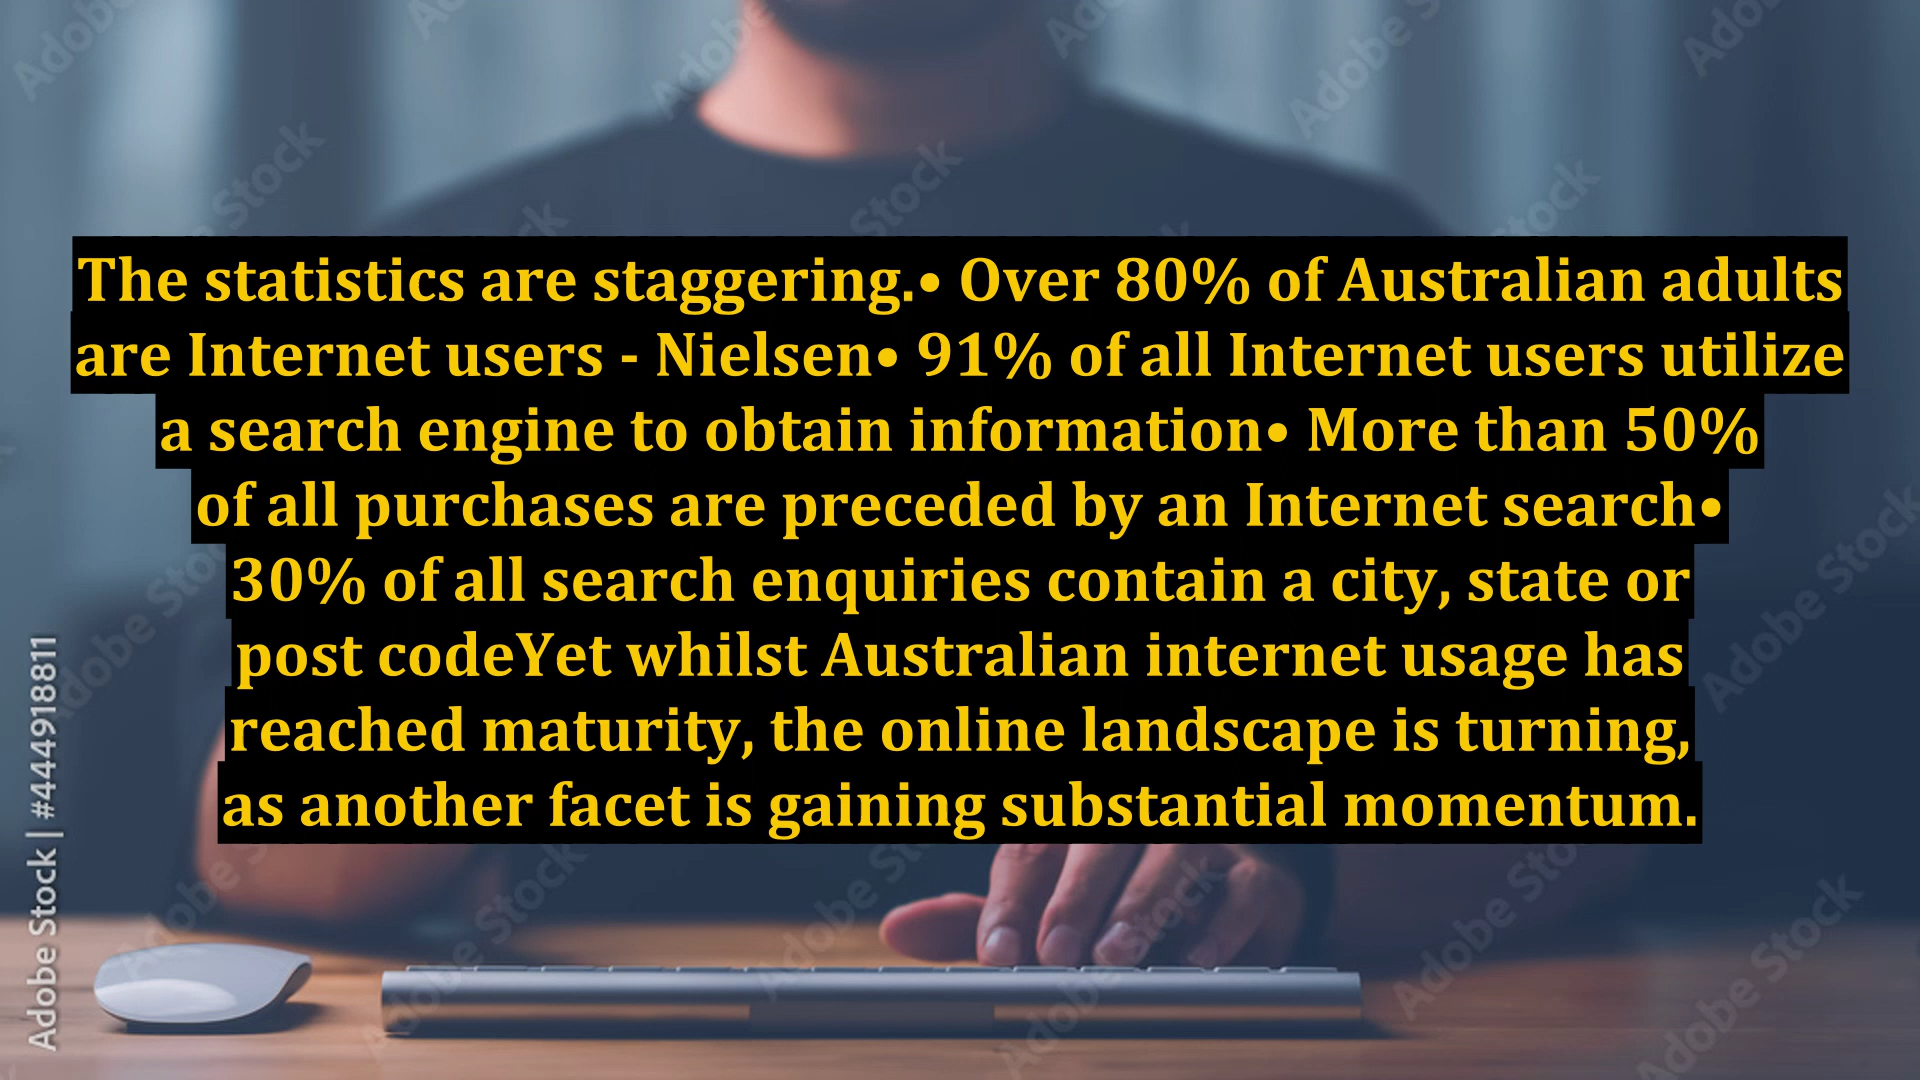 The statistics are staggering.• Over 80% of Australian adults
are Internet users - Nielsen• 91% of all Internet users utilize
a search engine to obtain information• More than 50%
of all purchases are preceded by an Internet search•
30% of all search enquiries contain a city, state or
post codeYet whilst Australian internet usage has
reached maturity, the online landscape is turning,
as another facet is gaining substantial momentum.
Adobe Stock | #444918811